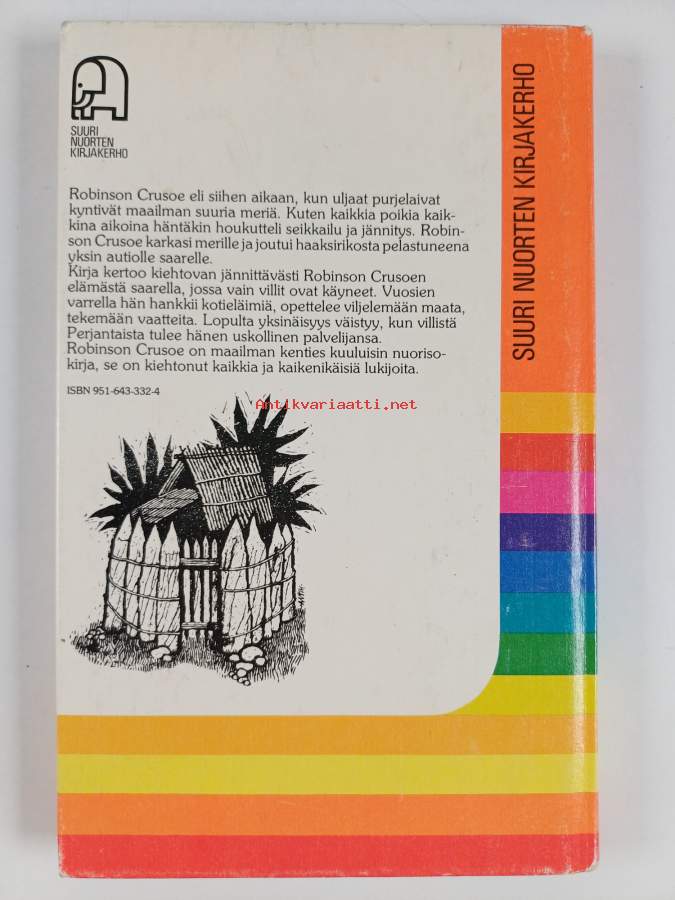 SUURI
NUORTEN
KIRJAKERHO
SUURI NUORTEN KIRJAKERHO
Robinson Crusoe eli siihen aikaan, kun uljaat purjelaivat
kyntivät maailman suuria meriä. Kuten kaikkia poikia kaik-
kina aikoina häntäkin houkutteli seikkailu ja jännitys. Robin-
son Crusoe karkasi merille ja joutui haaksirikosta pelastuneena
yksin autiolle saarelle.
Kirja kertoo kiehtovan jännittävästi Robinson Crusoen
elämästä saarella, jossa vain villit ovat käyneet. Vuosien
varrella hän hankkii kotieläimiä, opettelee viljelemään maata,
tekemään vaatteita. Lopulta yksinäisyys väistyy, kun villistä
Perjantaista tulee hänen uskollinen palvelijansa.
Robinson Crusoe on maailman kenties kuuluisin nuoriso-
kirja, se on kiehtonut kaikkia ja kaikenikäisiä lukijoita.
ISBN 951-643-332-4
Antikvariaatti.net